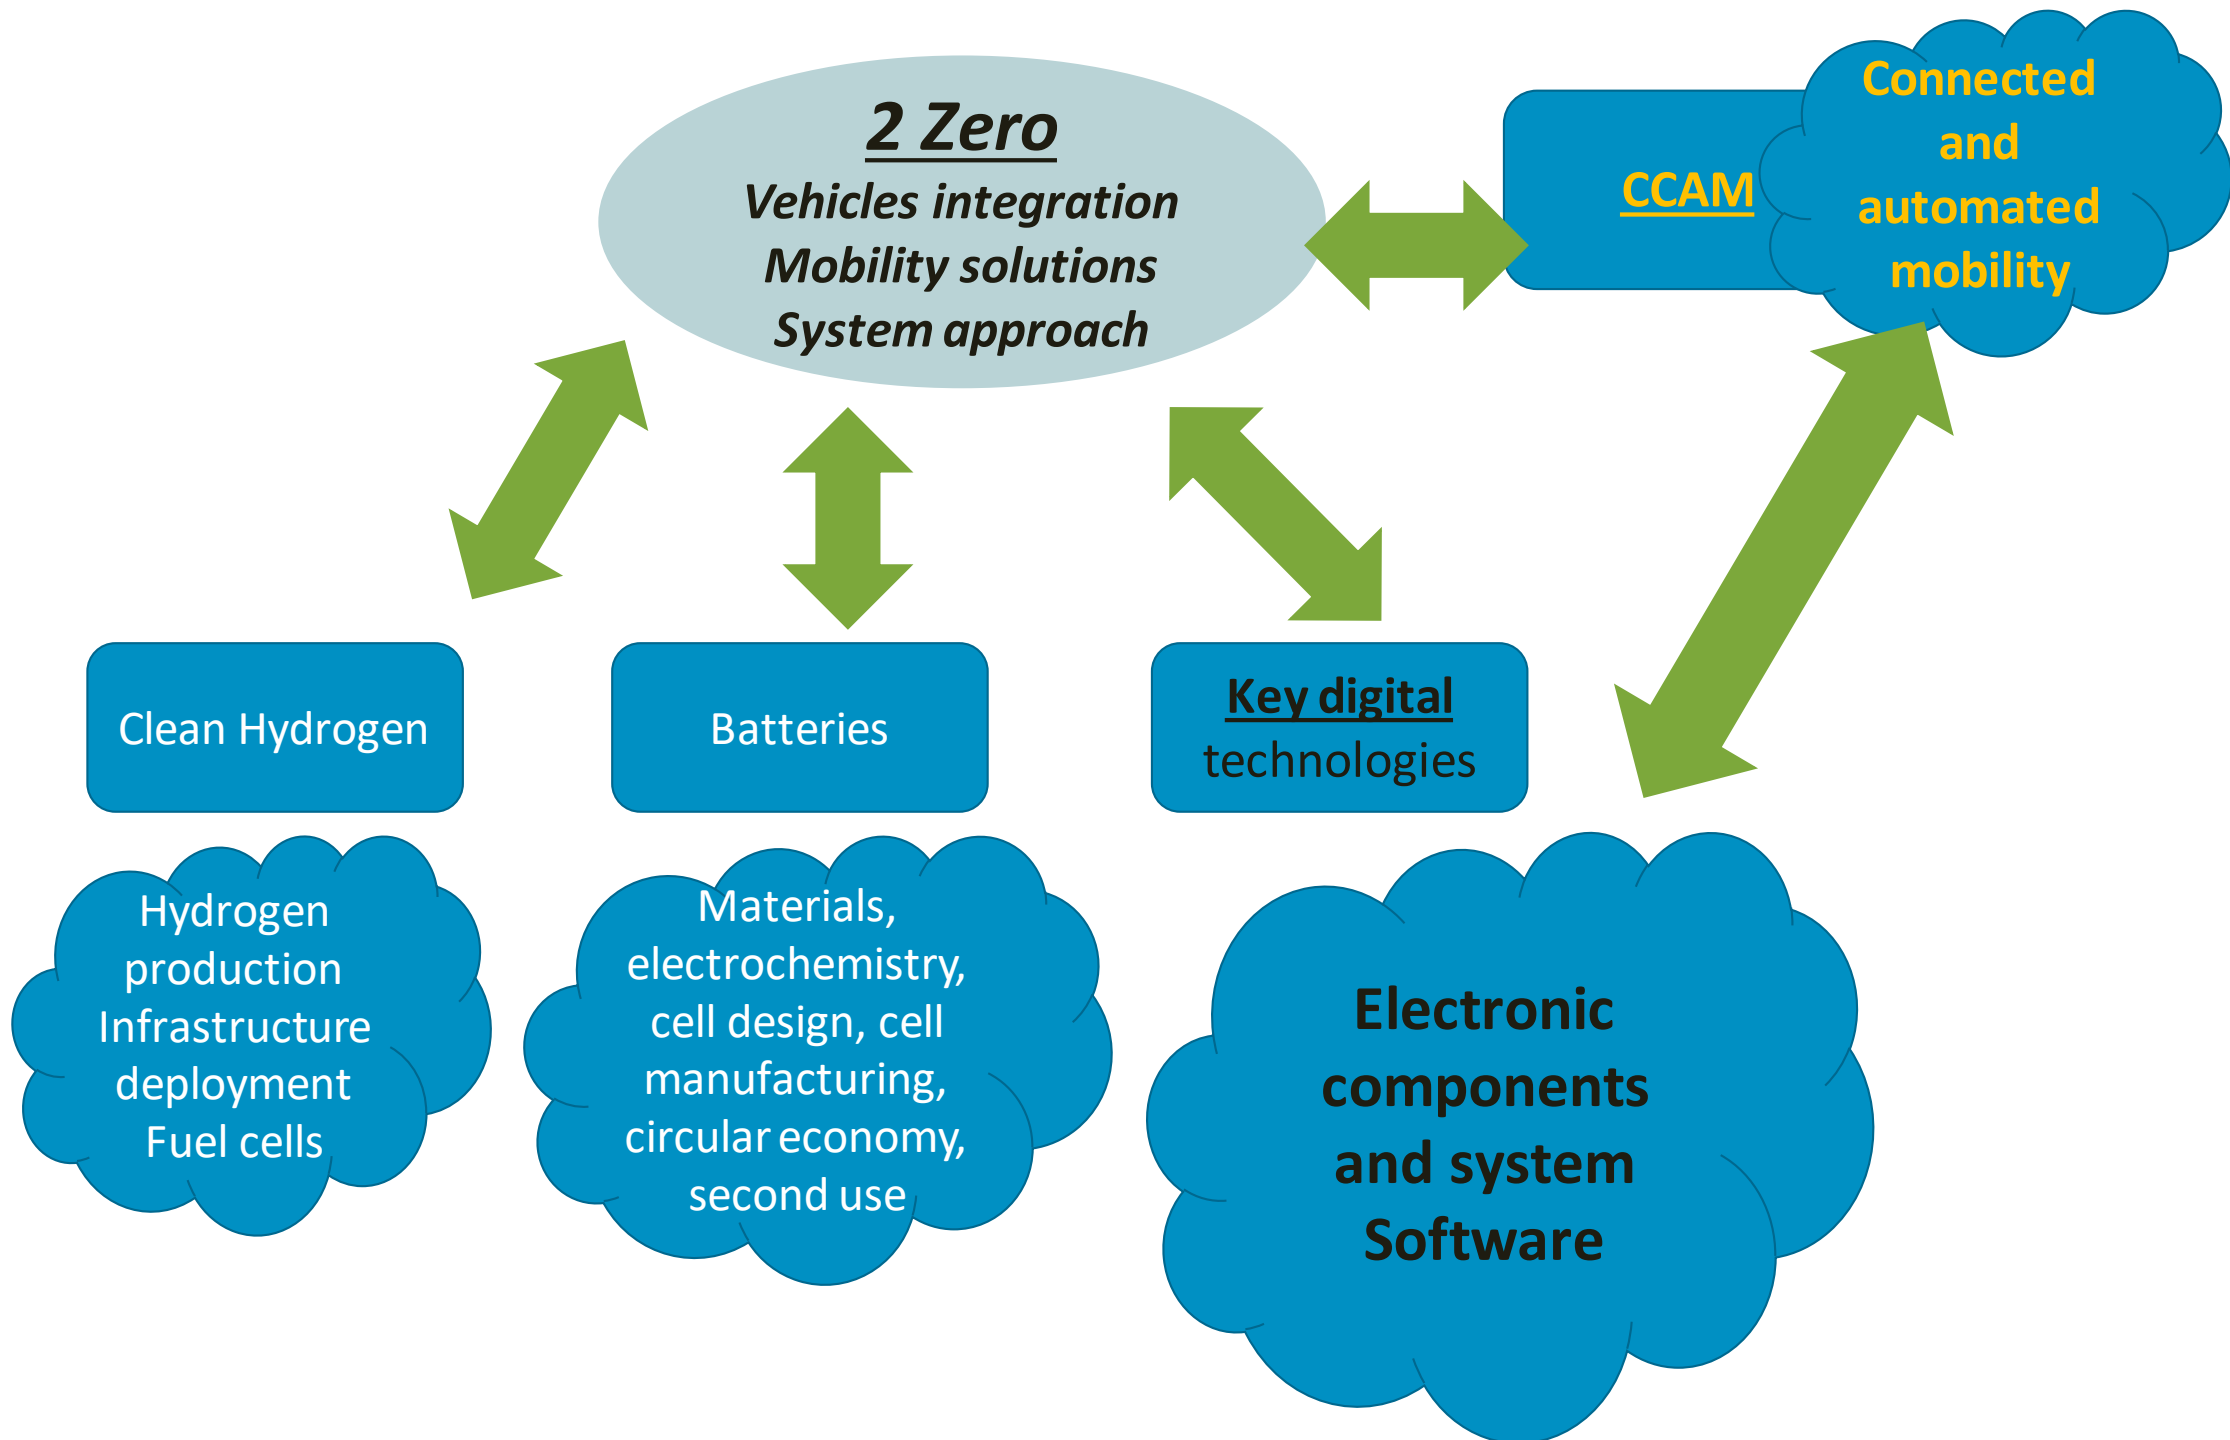 2 Zero
Vehicles integration
Mobility solutions
System approach
CCAM
Connected
and
automated
mobility
Clean Hydrogen
Batteries
Key digital
technologies
Hydrogen
production
Infrastructure
deployment
Fuel cells
Materials,
electrochemistry,
cell design, cell
manufacturing,
circular economy,
second use
Electronic
components
and system
Software